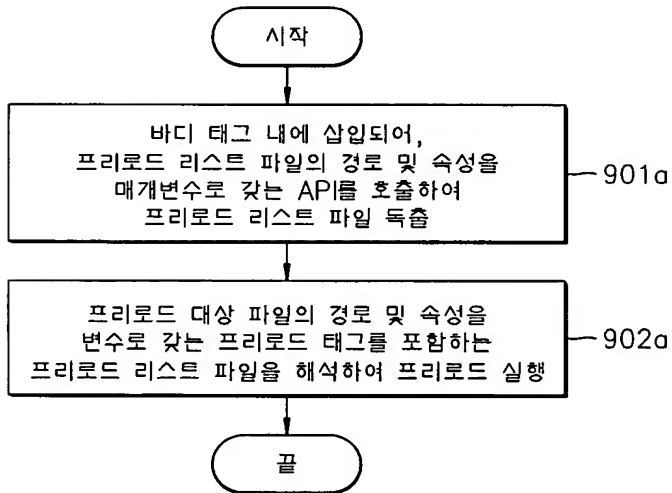 시작
바디 태그 내에 삽입되어,
프리로드 리스트 파일의 경로 및 속성을
매개변수로 갖는 API를 호출하여
프리로드 리스트 파일 독출
901a
프리로드 대상 파일의 경로 및 속성을
변수로 갖는 프리로드 태그를 포함하는
프리로드 리스트 파일을 해석하여 프리로드 실행
902a
끝